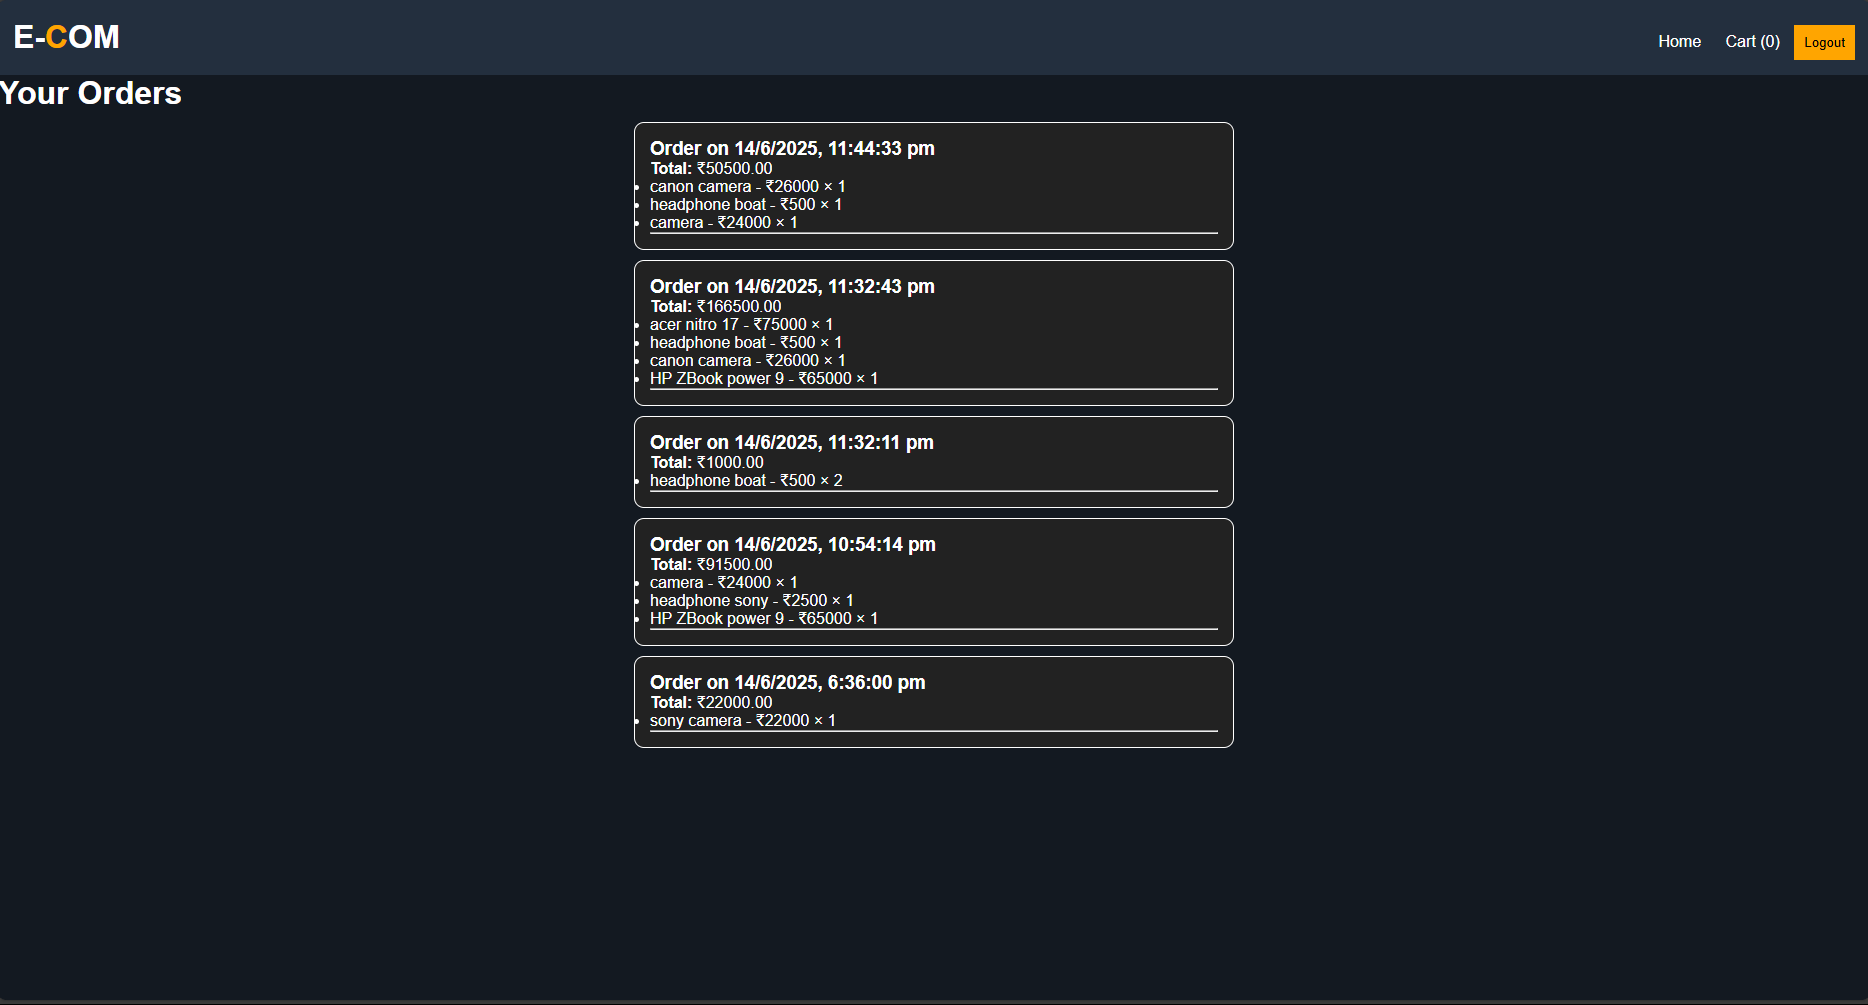 E-COM
Home Cart (0) Logout
Your Orders
Order on 14/6/2025, 11:44:33 pm
Total: ₹50500.00
canon camera - ₹26000 × 1
headphone boat - ₹500 × 1
camera - ₹24000 × 1
Order on 14/6/2025, 11:32:43 pm
Total: ₹166500.00
acer nitro 17 - ₹75000 × 1
headphone boat - ₹500 × 1
canon camera - ₹26000 × 1
HP ZBook power 9 - ₹65000 × 1
Order on 14/6/2025, 11:32:11 pm
Total: ₹1000.00
headphone boat - ₹500 × 2
Order on 14/6/2025, 10:54:14 pm
Total: ₹91500.00
camera - ₹24000 × 1
headphone sony - ₹2500 × 1
HP ZBook power 9 - ₹65000 × 1
Order on 14/6/2025, 6:36:00 pm
Total: ₹22000.00
sony camera - ₹22000 × 1